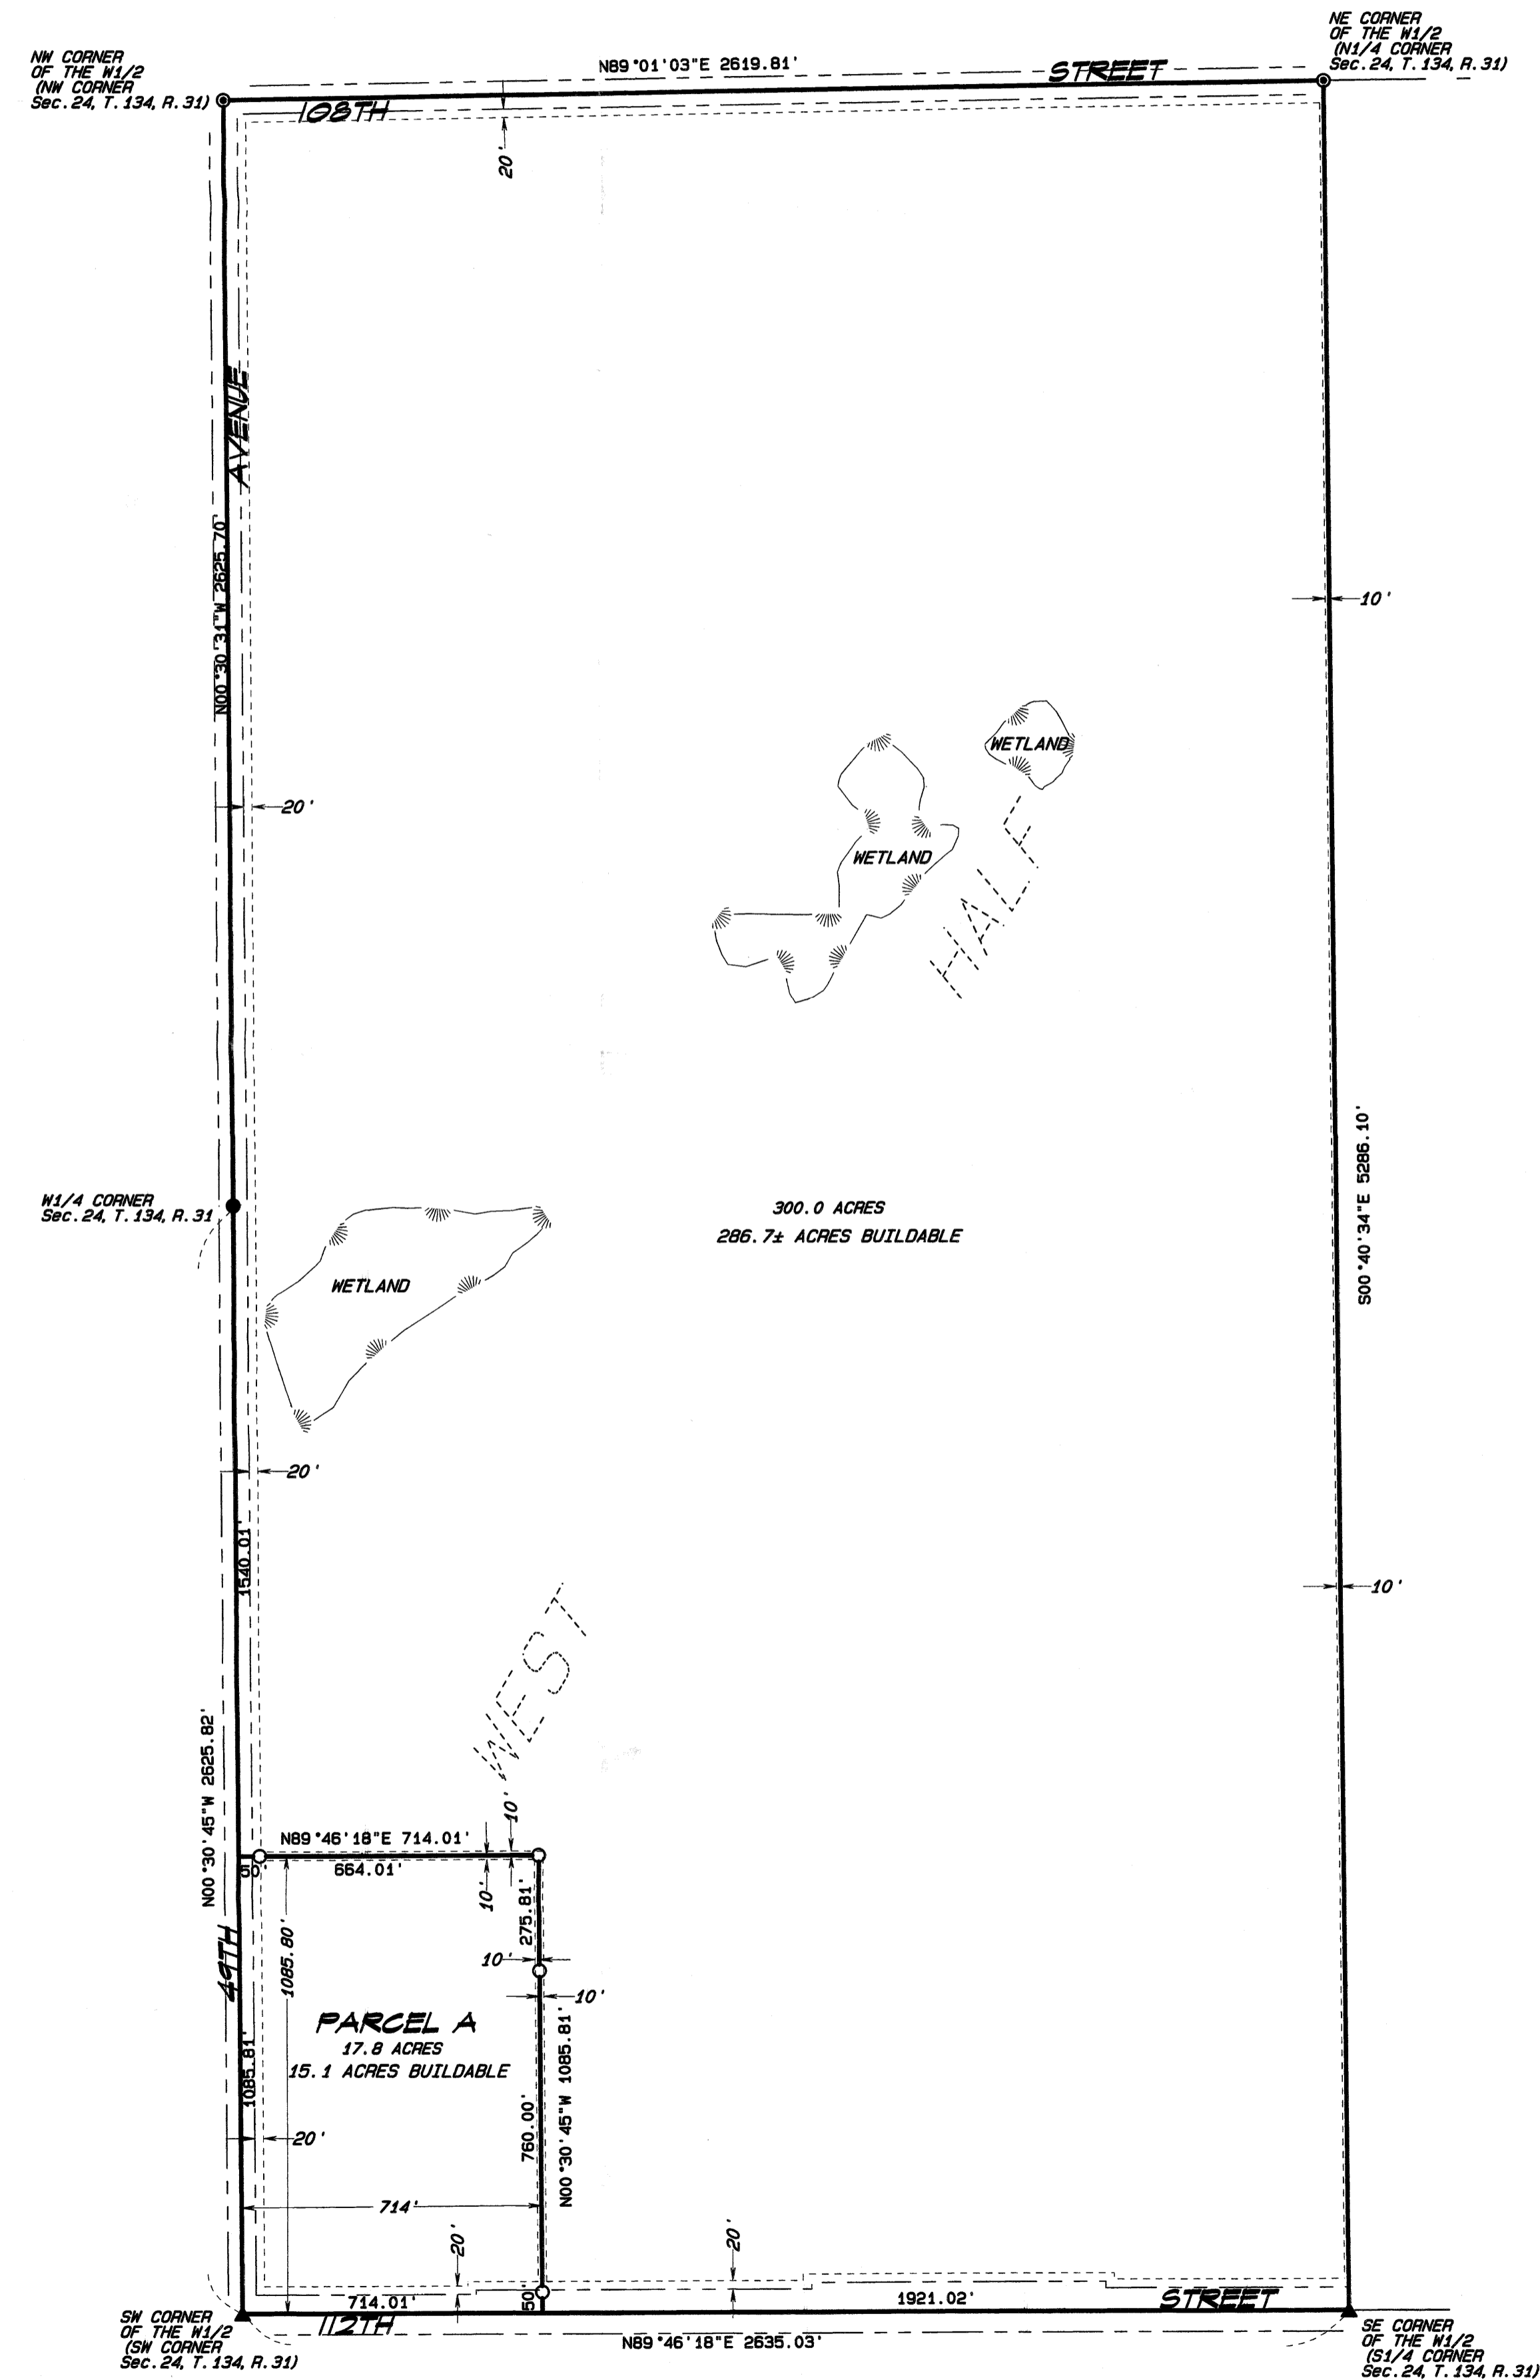 NW CORNER
OF THE W1/2
(NW CORNER
Sec. 24, T. 134, R. 31)
N89°01'03"E 2619.81'
STREET
NE CORNER
OF THE W1/2
(N1/4 CORNER
Sec. 24, T. 134, R. 31)
108TH
20'
AVENUE
N00°30'31"W 2625.70'
10'
WETLAND
20'
WETLAND
HALF
S00°40'34"E 5286.10'
W1/4 CORNER
Sec. 24, T. 134, R. 31
300.0 ACRES
286.7± ACRES BUILDABLE
WETLAND
20'
1540.01'
10'
WEST
N00°30'45"W 2625.82'
10'
N89°46'18"E 714.01'
50'
664.01'
10'
275.81'
1085.80'
49TH
10'
10'
PARCEL A
17.8 ACRES
15.1 ACRES BUILDABLE
1085.81'
N00°30'45"W 1085.81'
760.00'
20'
714'
20'
20'
50'
714.01'
1921.02'
STREET
112TH
N89°46'18"E 2635.03'
SW CORNER
OF THE W1/2
(SW CORNER
Sec. 24, T. 134, R. 31)
SE CORNER
OF THE W1/2
(S1/4 CORNER
Sec. 24, T. 134, R. 31)